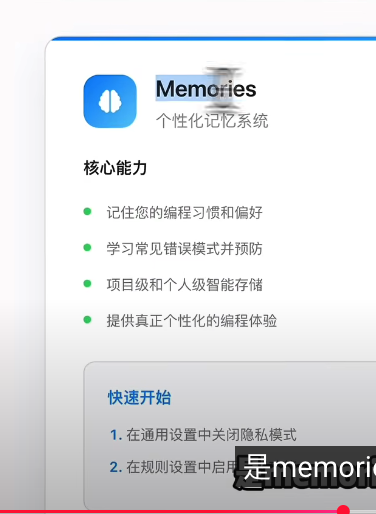 Memories
个性化记忆系统
核心能力
记住您的编程习惯和偏好
学习常见错误模式并预防
项目级和个人级智能存储
提供真正个性化的编程体验
快速开始
1. 在通用设置中关闭隐私模式
2. 在规则设置中启用
是memorie